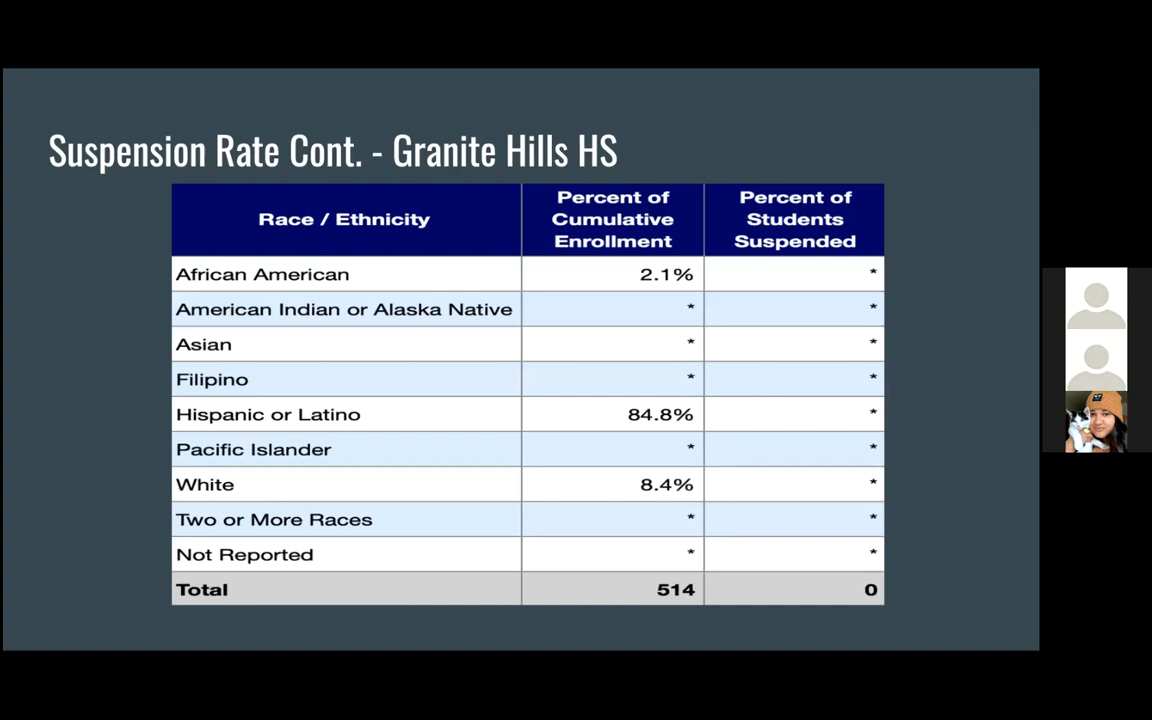 Suspension Rate Cont. - Granite Hills HS
Race / Ethnicity
Percent of Cumulative Enrollment
Percent of Students Suspended
African American 2.1% *
American Indian or Alaska Native * *
Asian * *
Filipino * *
Hispanic or Latino 84.8% *
Pacific Islander * *
White 8.4% *
Two or More Races * *
Not Reported * *
Total 514 0